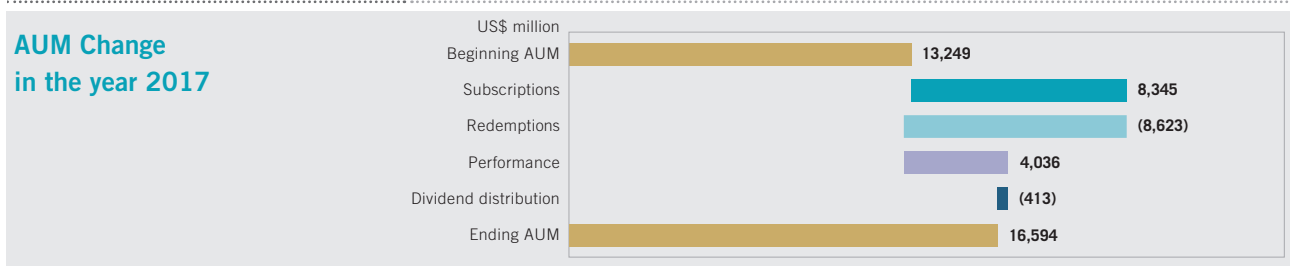 AUM Change
in the year 2017
US$ million
Beginning AUM 13,249
Subscriptions 8,345
Redemptions (8,623)
Performance 4,036
Dividend distribution (413)
Ending AUM 16,594